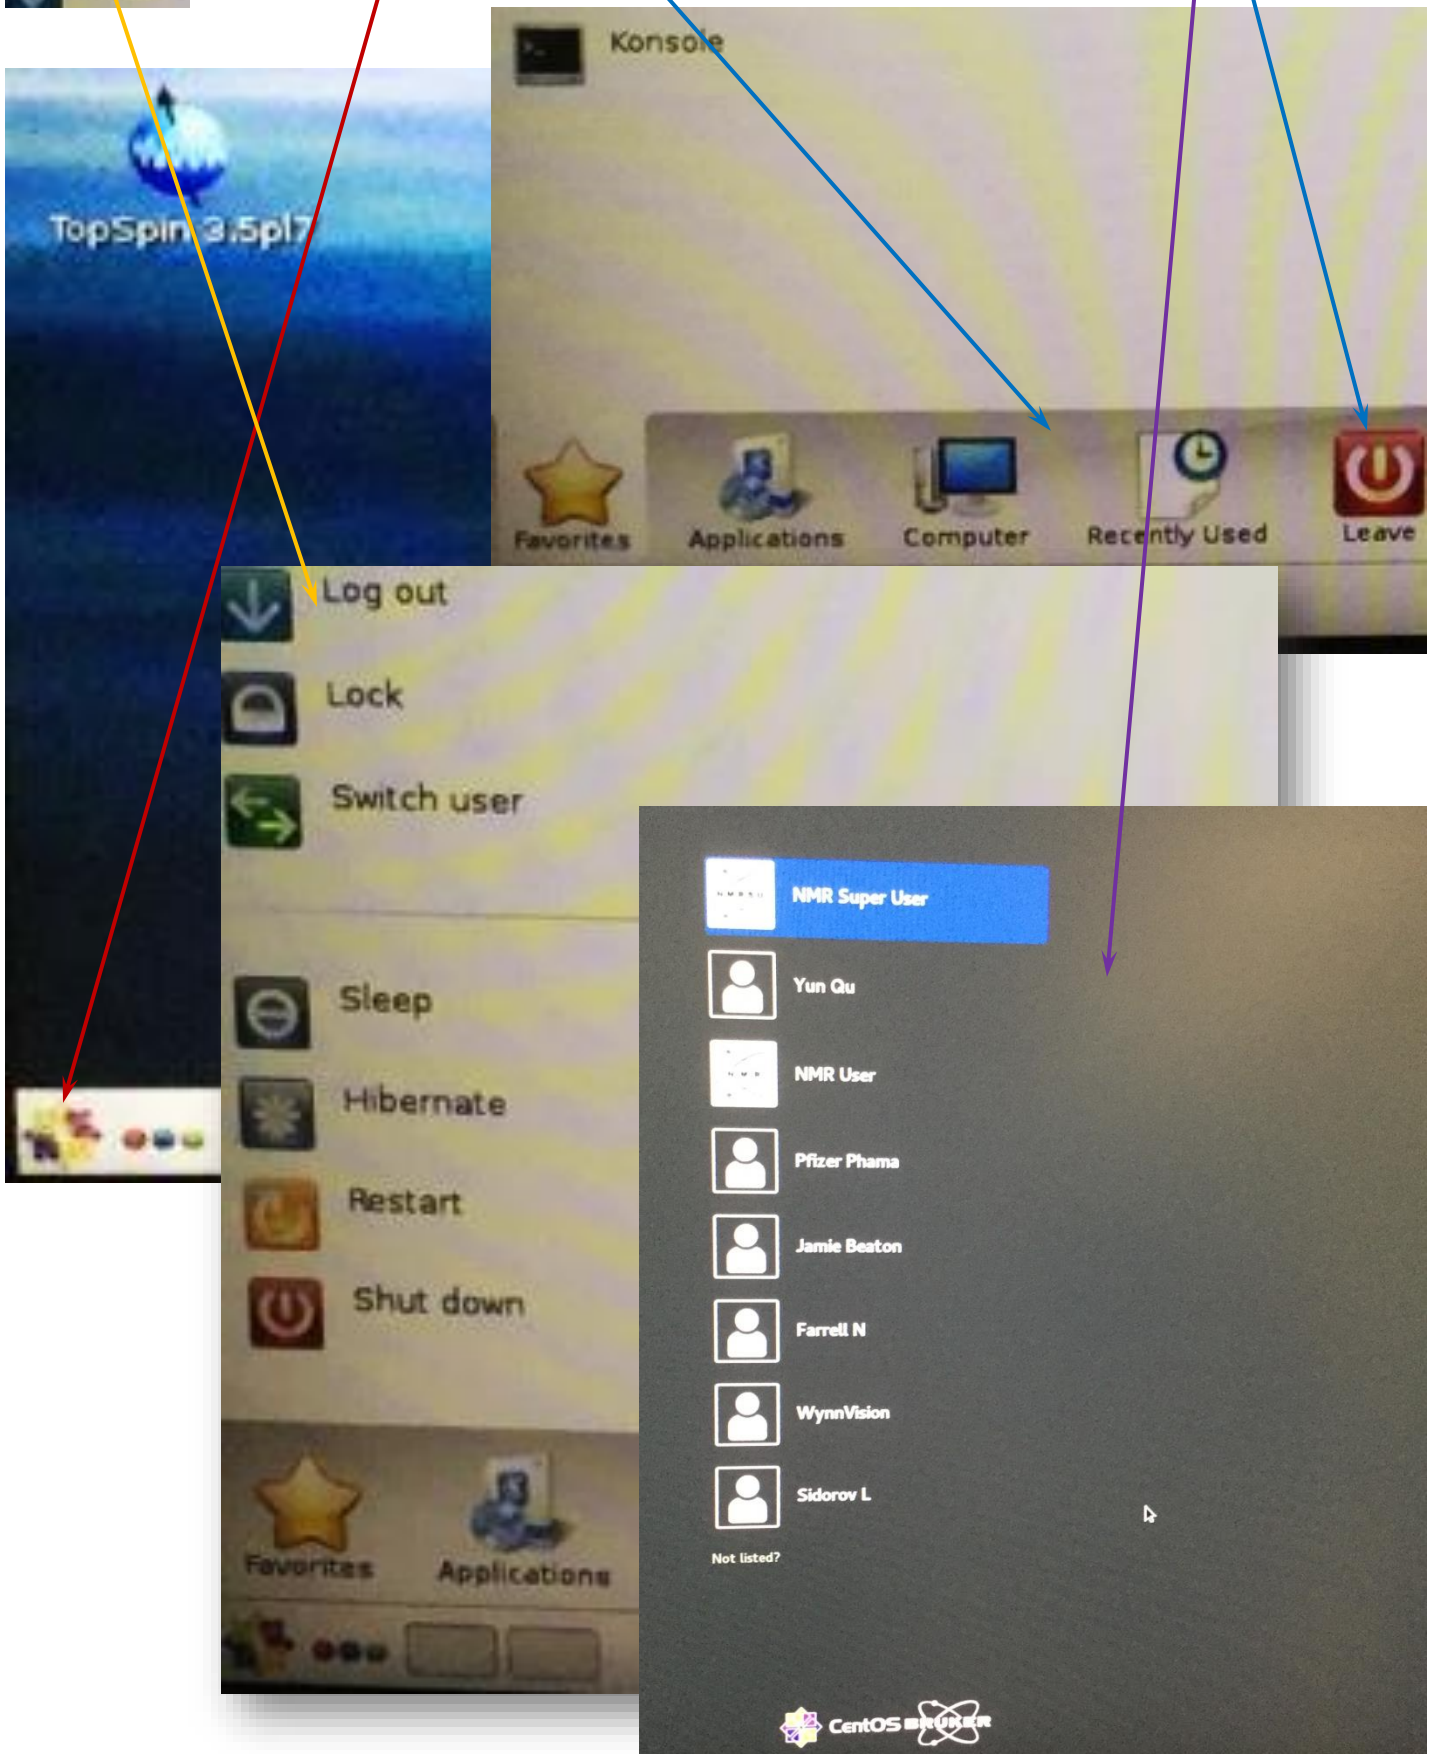 Konsole
TopSpin 3.5pl7
Favorites
Applications
Computer
Recently Used
Leave
Log out
Lock
Switch user
Sleep
Hibernate
Restart
Shut down
Favorites
Applications
NMR Super User
Yun Qu
NMR User
Pfizer Phama
Jamie Beaton
Farrell N
WynnVision
Sidorov L
Not listed?
CentOS BRUKER